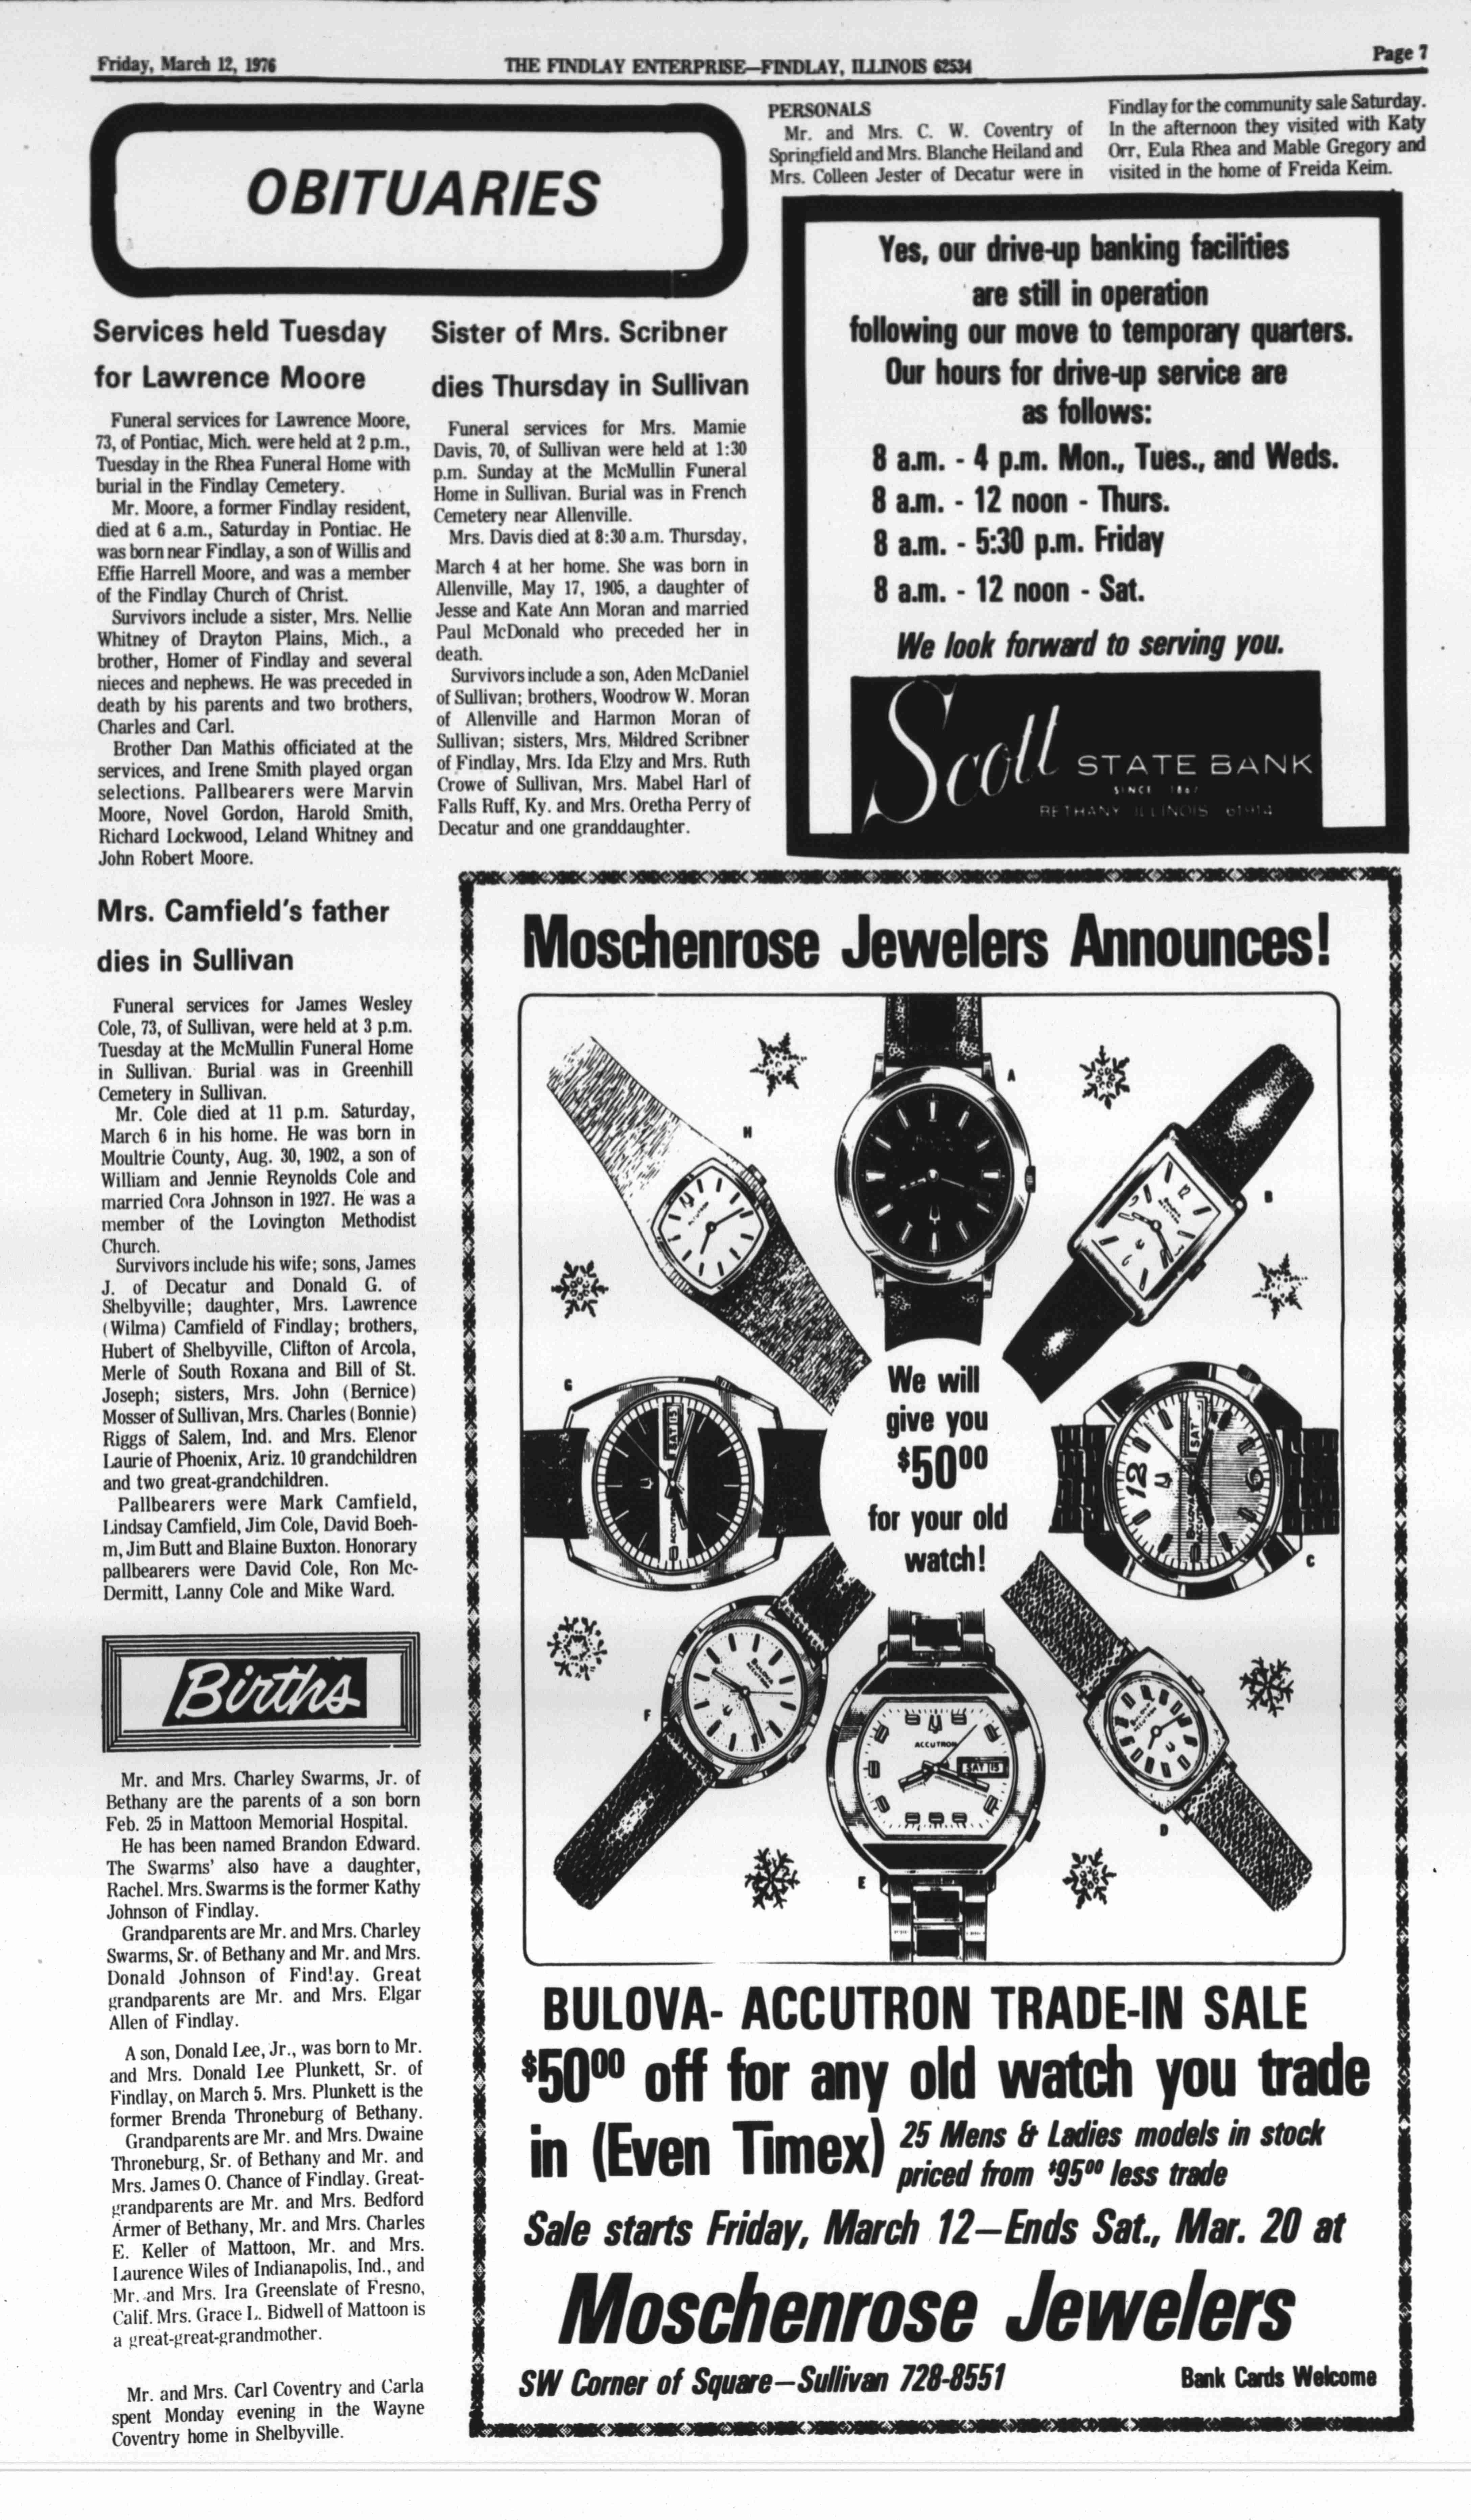 Friday, March 12, 1976
THE FINDLAY ENTERPRISE—FINDLAY, ILLINOIS 62534
Page 7
OBITUARIES
Services held Tuesday
for Lawrence Moore
Funeral services for Lawrence Moore,
73, of Pontiac, Mich. were held at 2 p.m.,
Tuesday in the Rhea Funeral Home with
burial in the Findlay Cemetery.
Mr. Moore, a former Findlay resident,
died at 6 a.m., Saturday in Pontiac. He
was born near Findlay, a son of Willis and
Effie Harrell Moore, and was a member
of the Findlay Church of Christ.
Survivors include a sister, Mrs. Nellie
Whitney of Drayton Plains, Mich., a
brother, Homer of Findlay and several
nieces and nephews. He was preceded in
death by his parents and two brothers,
Charles and Carl.
Brother Dan Mathis officiated at the
services, and Irene Smith played organ
selections. Pallbearers were Marvin
Moore, Novel Gordon, Harold Smith,
Richard Lockwood, Leland Whitney and
John Robert Moore.
Mrs. Camfield's father
dies in Sullivan
Funeral services for James Wesley
Cole, 73, of Sullivan, were held at 3 p.m.
Tuesday at the McMullin Funeral Home
in Sullivan. Burial was in Greenhill
Cemetery in Sullivan.
Mr. Cole died at 11 p.m. Saturday,
March 6 in his home. He was born in
Moultrie County, Aug. 30, 1902, a son of
William and Jennie Reynolds Cole and
married Cora Johnson in 1927. He was a
member of the Lovington Methodist
Church.
Survivors include his wife; sons, James
J. of Decatur and Donald G. of
Shelbyville; daughter, Mrs. Lawrence
(Wilma) Camfield of Findlay; brothers,
Hubert of Shelbyville, Clifton of Arcola,
Merle of South Roxana and Bill of St.
Joseph; sisters, Mrs. John (Bernice)
Mosser of Sullivan, Mrs. Charles (Bonnie)
Riggs of Salem, Ind. and Mrs. Elenor
Laurie of Phoenix, Ariz. 10 grandchildren
and two great-grandchildren.
Pallbearers were Mark Camfield,
Lindsay Camfield, Jim Cole, David Boeh-
m, Jim Butt and Blaine Buxton. Honorary
pallbearers were David Cole, Ron Mc-
Dermitt, Lanny Cole and Mike Ward.
Births
Mr. and Mrs. Charley Swarms, Jr. of
Bethany are the parents of a son born
Feb. 25 in Mattoon Memorial Hospital.
He has been named Brandon Edward.
The Swarms' also have a daughter,
Rachel. Mrs. Swarms is the former Kathy
Johnson of Findlay.
Grandparents are Mr. and Mrs. Charley
Swarms, Sr. of Bethany and Mr. and Mrs.
Donald Johnson of Findlay. Great
grandparents are Mr. and Mrs. Elgar
Allen of Findlay.
A son, Donald Lee, Jr., was born to Mr.
and Mrs. Donald Lee Plunkett, Sr. of
Findlay, on March 5. Mrs. Plunkett is the
former Brenda Throneburg of Bethany.
Grandparents are Mr. and Mrs. Dwaine
Throneburg, Sr. of Bethany and Mr. and
Mrs. James O. Chance of Findlay. Great-
grandparents are Mr. and Mrs. Bedford
Armer of Bethany, Mr. and Mrs. Charles
E. Keller of Mattoon, Mr. and Mrs.
Laurence Wiles of Indianapolis, Ind., and
Mr. and Mrs. Ira Greenslate of Fresno,
Calif. Mrs. Grace L. Bidwell of Mattoon is
a great-great-grandmother.
Mr. and Mrs. Carl Coventry and Carla
spent Monday evening in the Wayne
Coventry home in Shelbyville.
Sister of Mrs. Scribner
dies Thursday in Sullivan
Funeral services for Mrs. Mamie
Davis, 70, of Sullivan were held at 1:30
p.m. Sunday at the McMullin Funeral
Home in Sullivan. Burial was in French
Cemetery near Allenville.
Mrs. Davis died at 8:30 a.m. Thursday,
March 4 at her home. She was born in
Allenville, May 17, 1905, a daughter of
Jesse and Kate Ann Moran and married
Paul McDonald who preceded her in
death.
Survivors include a son, Aden McDaniel
of Sullivan; brothers, Woodrow W. Moran
of Allenville and Harmon Moran of
Sullivan; sisters, Mrs. Mildred Scribner
of Findlay, Mrs. Ida Elzy and Mrs. Ruth
Crowe of Sullivan, Mrs. Mabel Harl of
Falls Ruff, Ky. and Mrs. Oretha Perry of
Decatur and one granddaughter.
PERSONALS
Mr. and Mrs. C. W. Coventry of
Springfield and Mrs. Blanche Heiland and
Mrs. Colleen Jester of Decatur were in
Findlay for the community sale Saturday.
In the afternoon they visited with Katy
Orr, Eula Rhea and Mable Gregory and
visited in the home of Freida Keim.
Yes, our drive-up banking facilities
are still in operation
following our move to temporary quarters.
Our hours for drive-up service are
as follows:
8 a.m. - 4 p.m. Mon., Tues., and Weds.
8 a.m. - 12 noon - Thurs.
8 a.m. - 5:30 p.m. Friday
8 a.m. - 12 noon - Sat.
We look forward to serving you.
Scott STATE BANK
SINCE 1867
BETHANY ILLINOIS 61914
Moschenrose Jewelers Announces!
A
H
B
G
C
F
D
E
ACCUTRON
SAT 15
We will
give you
$50⁰⁰
for your old
watch!
BULOVA- ACCUTRON TRADE-IN SALE
$50⁰⁰ off for any old watch you trade
in (Even Timex) 25 Mens & Ladies models in stock
priced from $95⁰⁰ less trade
Sale starts Friday, March 12—Ends Sat., Mar. 20 at
Moschenrose Jewelers
SW Corner of Square—Sullivan 728-8551
Bank Cards Welcome